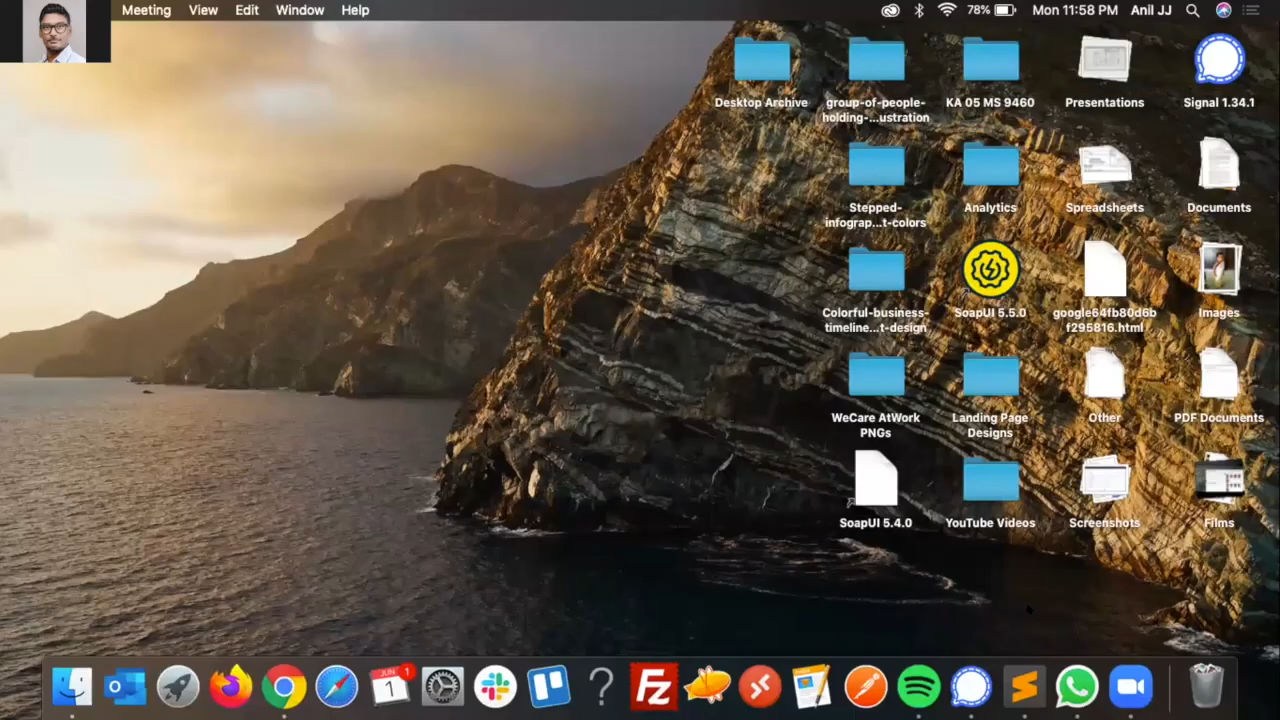 Meeting View Edit Window Help 78% Mon 11:58 PM Anil JJ
Desktop Archive
group-of-people-
holding-...ustration
KA 05 MS 9460
Presentations
Signal 1.34.1
Stepped-
infograp...t-colors
Analytics
Spreadsheets
Documents
Colorful-business-
timeline...t-design
SoapUI 5.5.0
google64fb80d6b
f295816.html
Images
WeCare AtWork
PNGs
Landing Page
Designs
Other
PDF Documents
SoapUI 5.4.0
YouTube Videos
Screenshots
Films
JUN 1
1
FZ